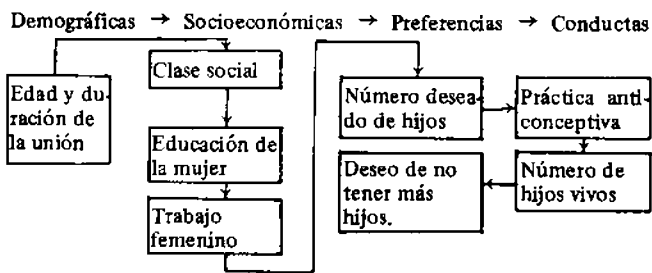 Demográficas → Socioeconómicas → Preferencias → Conductas
Edad y du-
ración de
la unión
Clase social
Educación de
la mujer
Trabajo
femenino
Número desea-
do de hijos
Práctica anti-
conceptiva
Número de
hijos vivos
Deseo de no
tener más
hijos.